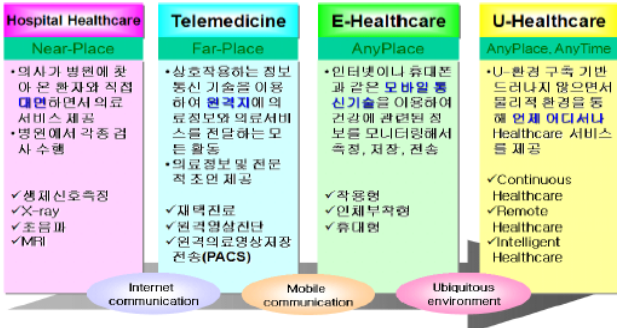 Hospital Healthcare
Near-Place
•의사가 병원에 찾
아 온 환자와 직접
대면하면서 의료
서비스 제공
•병원에서 각종 검
사 수행
✓생체신호측정
✓X-ray
✓초음파
✓MRI
Telemedicine
Far-Place
•상호작용하는 정보
통신 기술을 이용
하여 원격지에 의
료정보와 의료서비
스를 전달하는 모
든 활동
•의료정보 및 전문
적 조언 제공
✓재택진료
✓원격영상진단
✓원격의료영상저장
전송(PACS)
E-Healthcare
AnyPlace
•인터넷이나 휴대폰
과 같은 모바일 통
신기술을 이용하여
건강에 관련된 정
보를 모니터링해서
측정, 저장, 전송
✓착용형
✓인체부착형
✓휴대형
U-Healthcare
AnyPlace, AnyTime
•U-환경 구축 기반
드러나지 않으면서
물리적 환경을 통
해 언제 어디서나
Healthcare 서비스
를 제공
✓Continuous
Healthcare
✓Remote
Healthcare
✓Intelligent
Healthcare
Internet
communication
Mobile
communication
Ubiquitous
environment